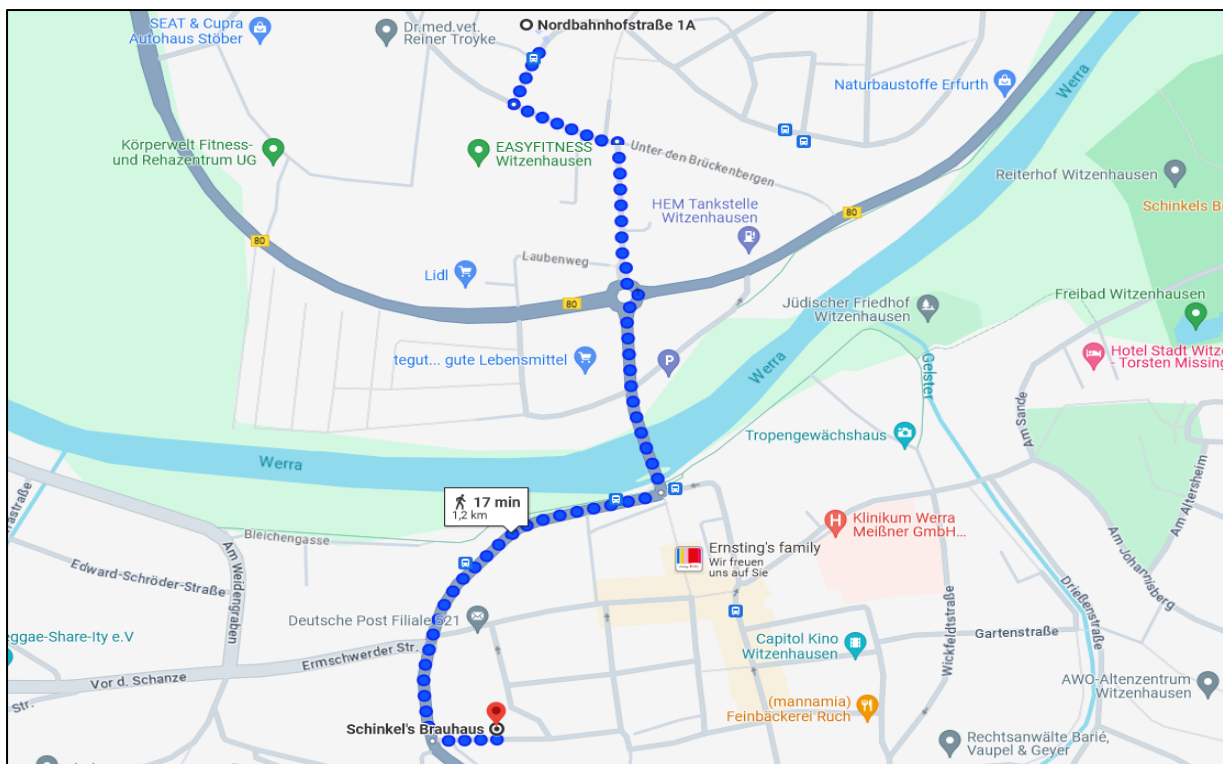 Nordbahnhofstraße 1A
SEAT & Cupra
Autohaus Stöber
Dr.med.vet.
Reiner Troyke
Naturbaustoffe Erfurth
Werra
Körperwelt Fitness-
und Rehazentrum UG
EASYFITNESS
Witzenhausen
Unter den Brückenbergen
Reiterhof Witzenhausen
HEM Tankstelle
Witzenhausen
Schinkels B
80
80
Laubenweg
Lidl
80
Jüdischer Friedhof
Witzenhausen
Freibad Witzenhausen
tegut... gute Lebensmittel
P
Werra
Geister
Hotel Stadt Witz
- Torsten Missing
Am Sande
Tropengewächshaus
Werra
Am Altersheim
17 min
1,2 km
Klinikum Werra
Meißner GmbH...
Bleichengasse
Ernsting's family
Wir freuen
uns auf Sie
Am Johannisberg
Edward-Schröder-Straße
Am Weidengraben
Drießenstraße
Deutsche Post Filiale 521
Wickfeldtstraße
eggae-Share-Ity e.V
Capitol Kino
Witzenhausen
Gartenstraße
Ermschwerder Str.
Vor d. Schanze
AWO-Altenzentrum
Witzenhausen
Str.
(mannamia)
Feinbäckerei Ruch
Schinkel's Brauhaus
Rechtsanwälte Barié,
Vaupel & Geyer